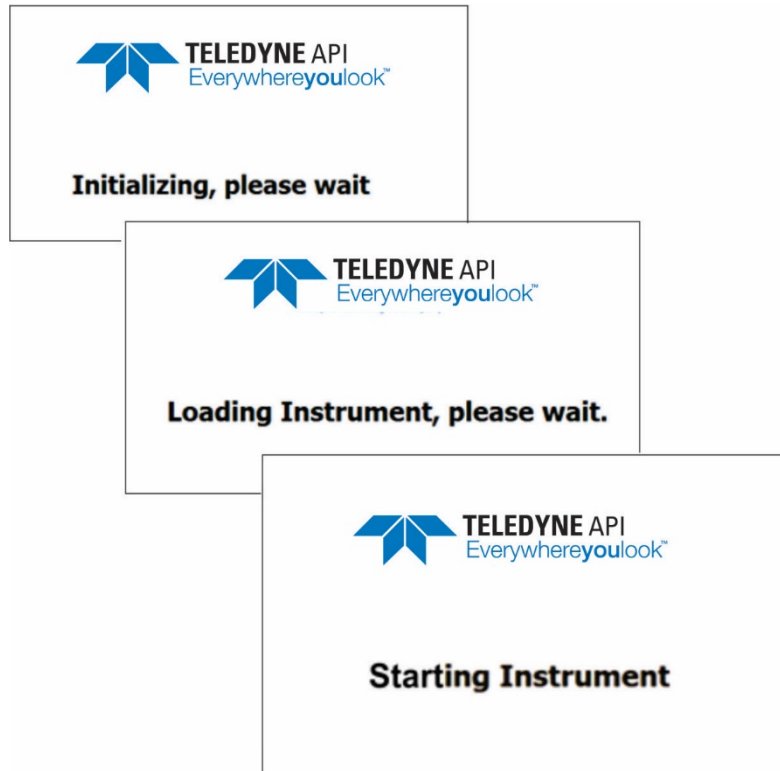 TELEDYNE API
Everywhereyoulook™
Initializing, please wait
TELEDYNE API
Everywhereyoulook™
Loading Instrument, please wait.
TELEDYNE API
Everywhereyoulook™
Starting Instrument